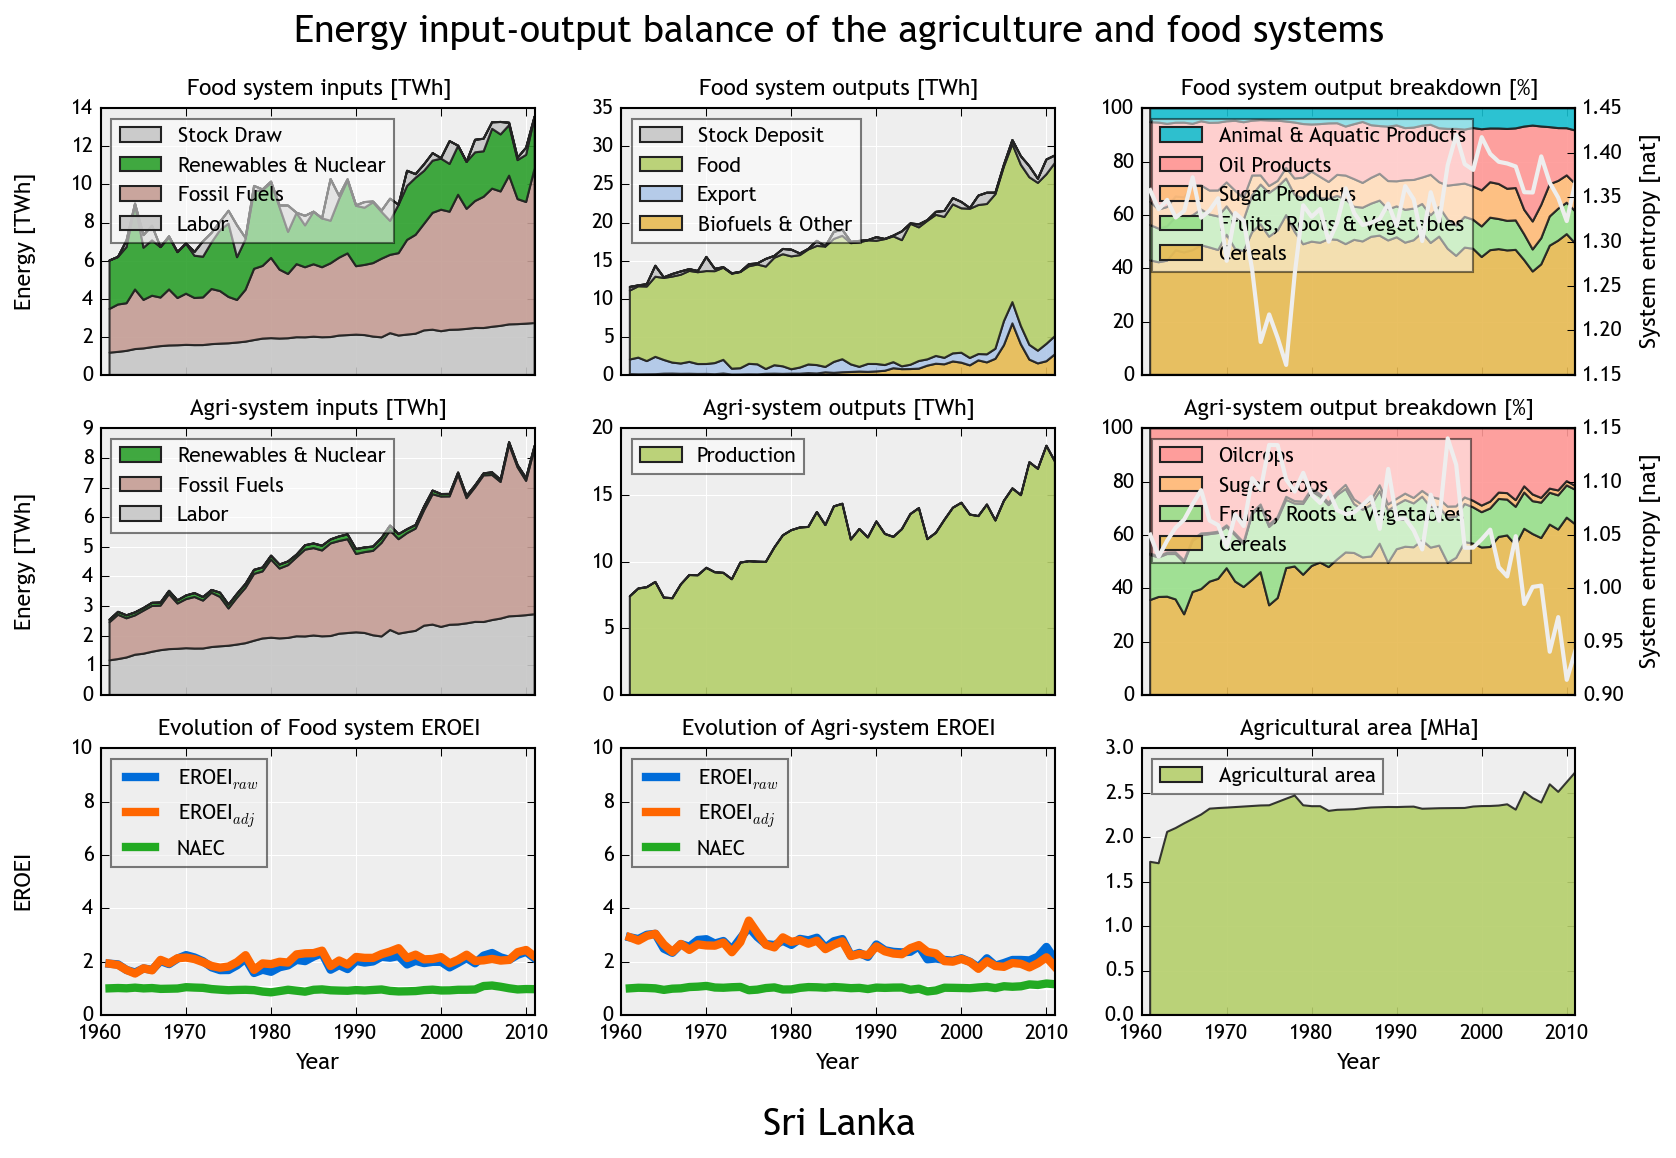 Energy input-output balance of the agriculture and food systems
Food system inputs [TWh]
Energy [TWh]
14
12
10
8
6
4
2
0
Stock Draw
Renewables & Nuclear
Fossil Fuels
Labor
Food system outputs [TWh]
35
30
25
20
15
10
5
0
Stock Deposit
Food
Export
Biofuels & Other
Food system output breakdown [%]
100
80
60
40
20
0
Animal & Aquatic Products
Oil Products
Sugar Products
Fruits, Roots & Vegetables
Cereals
1.45
1.40
1.35
1.30
1.25
1.20
1.15
System entropy [nat]
Agri-system inputs [TWh]
Energy [TWh]
9
8
7
6
5
4
3
2
1
0
Renewables & Nuclear
Fossil Fuels
Labor
Agri-system outputs [TWh]
20
15
10
5
0
Production
Agri-system output breakdown [%]
100
80
60
40
20
0
Oilcrops
Sugar Crops
Fruits, Roots & Vegetables
Cereals
1.15
1.10
1.05
1.00
0.95
0.90
System entropy [nat]
Evolution of Food system EROEI
EROEI
10
8
6
4
2
0
EROEI_raw
EROEI_adj
NAEC
1960 1970 1980 1990 2000 2010
Year
Evolution of Agri-system EROEI
10
8
6
4
2
0
EROEI_raw
EROEI_adj
NAEC
1960 1970 1980 1990 2000 2010
Year
Agricultural area [MHa]
3.0
2.5
2.0
1.5
1.0
0.5
0.0
Agricultural area
1960 1970 1980 1990 2000 2010
Year
Sri Lanka